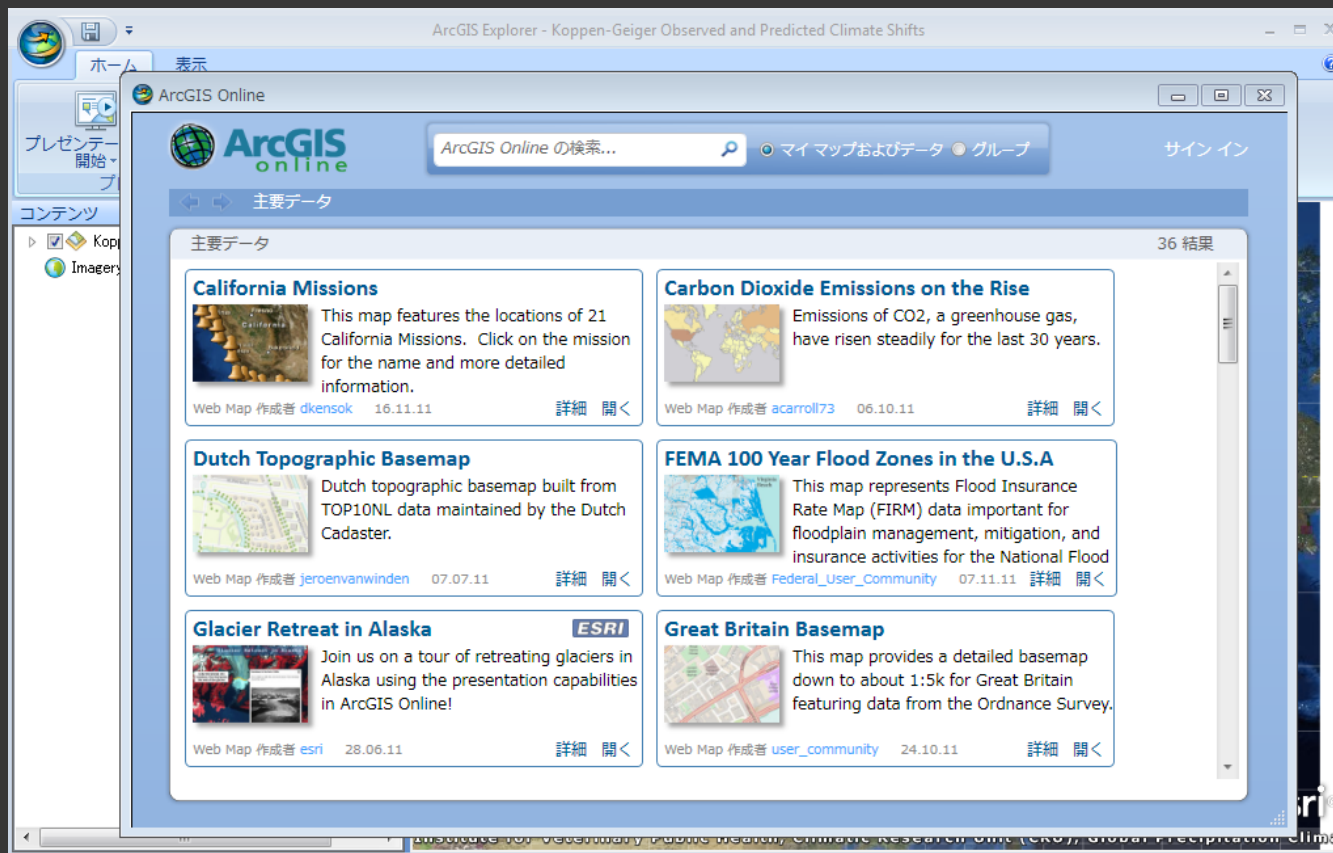 ArcGIS Explorer - Koppen-Geiger Observed and Predicted Climate Shifts
ホーム 表示
プレゼンテー
開始
プ
コンテンツ
Kopp
Imagery
ArcGIS Online
ArcGIS online
ArcGIS Online の検索...
マイ マップおよびデータ グループ
サイン イン
主要データ
主要データ
36 結果
California Missions
This map features the locations of 21
California Missions. Click on the mission
for the name and more detailed
information.
Web Map 作成者 dkensok 16.11.11 詳細 開く
Carbon Dioxide Emissions on the Rise
Emissions of CO2, a greenhouse gas,
have risen steadily for the last 30 years.
Web Map 作成者 acarroll73 06.10.11 詳細 開く
Dutch Topographic Basemap
Dutch topographic basemap built from
TOP10NL data maintained by the Dutch
Cadaster.
Web Map 作成者 jeroenvanwinden 07.07.11 詳細 開く
FEMA 100 Year Flood Zones in the U.S.A
This map represents Flood Insurance
Rate Map (FIRM) data important for
floodplain management, mitigation, and
insurance activities for the National Flood
Web Map 作成者 Federal_User_Community 07.11.11 詳細 開く
Glacier Retreat in Alaska
ESRI
Join us on a tour of retreating glaciers in
Alaska using the presentation capabilities
in ArcGIS Online!
Web Map 作成者 esri 28.06.11 詳細 開く
Great Britain Basemap
This map provides a detailed basemap
down to about 1:5k for Great Britain
featuring data from the Ordnance Survey.
Web Map 作成者 user_community 24.10.11 詳細 開く
sri
Institute for Veterinary Public Health, Climatic Research Unit (CRU), Global Precipitation Clima